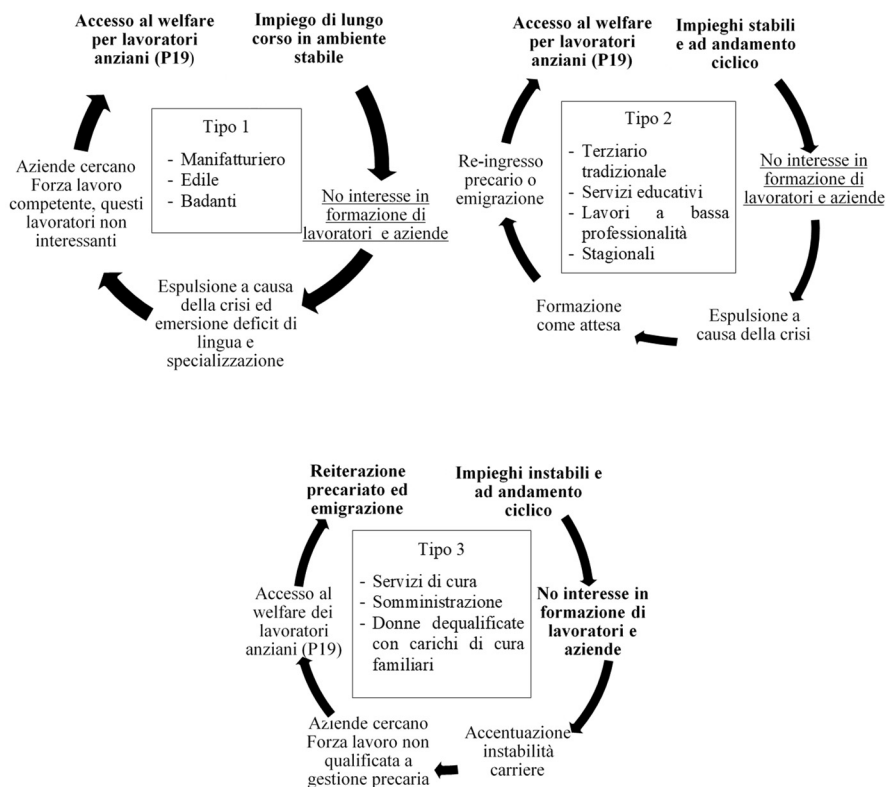 Accesso al welfare
per lavoratori
anziani (P19)
Impiego di lungo
corso in ambiente
stabile
Tipo 1
- Manifatturiero
- Edile
- Badanti
No interesse in
formazione di
lavoratori e aziende
Espulsione a causa
della crisi ed
emersione deficit di
lingua e
specializzazione
Aziende cercano
Forza lavoro
competente, questi
lavoratori non
interessanti
Accesso al welfare
per lavoratori
anziani (P19)
Impieghi stabili
e ad andamento
ciclico
Tipo 2
- Terziario
tradizionale
- Servizi educativi
- Lavori a bassa
professionalità
- Stagionali
No interesse in
formazione di
lavoratori e aziende
Espulsione a
causa della crisi
Formazione
come attesa
Re-ingresso
precario o
emigrazione
Reiterazione
precariato ed
emigrazione
Impieghi instabili e
ad andamento
ciclico
Tipo 3
- Servizi di cura
- Somministrazione
- Donne dequalificate
con carichi di cura
familiari
No interesse in
formazione di
lavoratori e
aziende
Accentuazione
instabilità
carriere
Aziende cercano
Forza lavoro non
qualificata a
gestione precaria
Accesso al
welfare dei
lavoratori
anziani (P19)